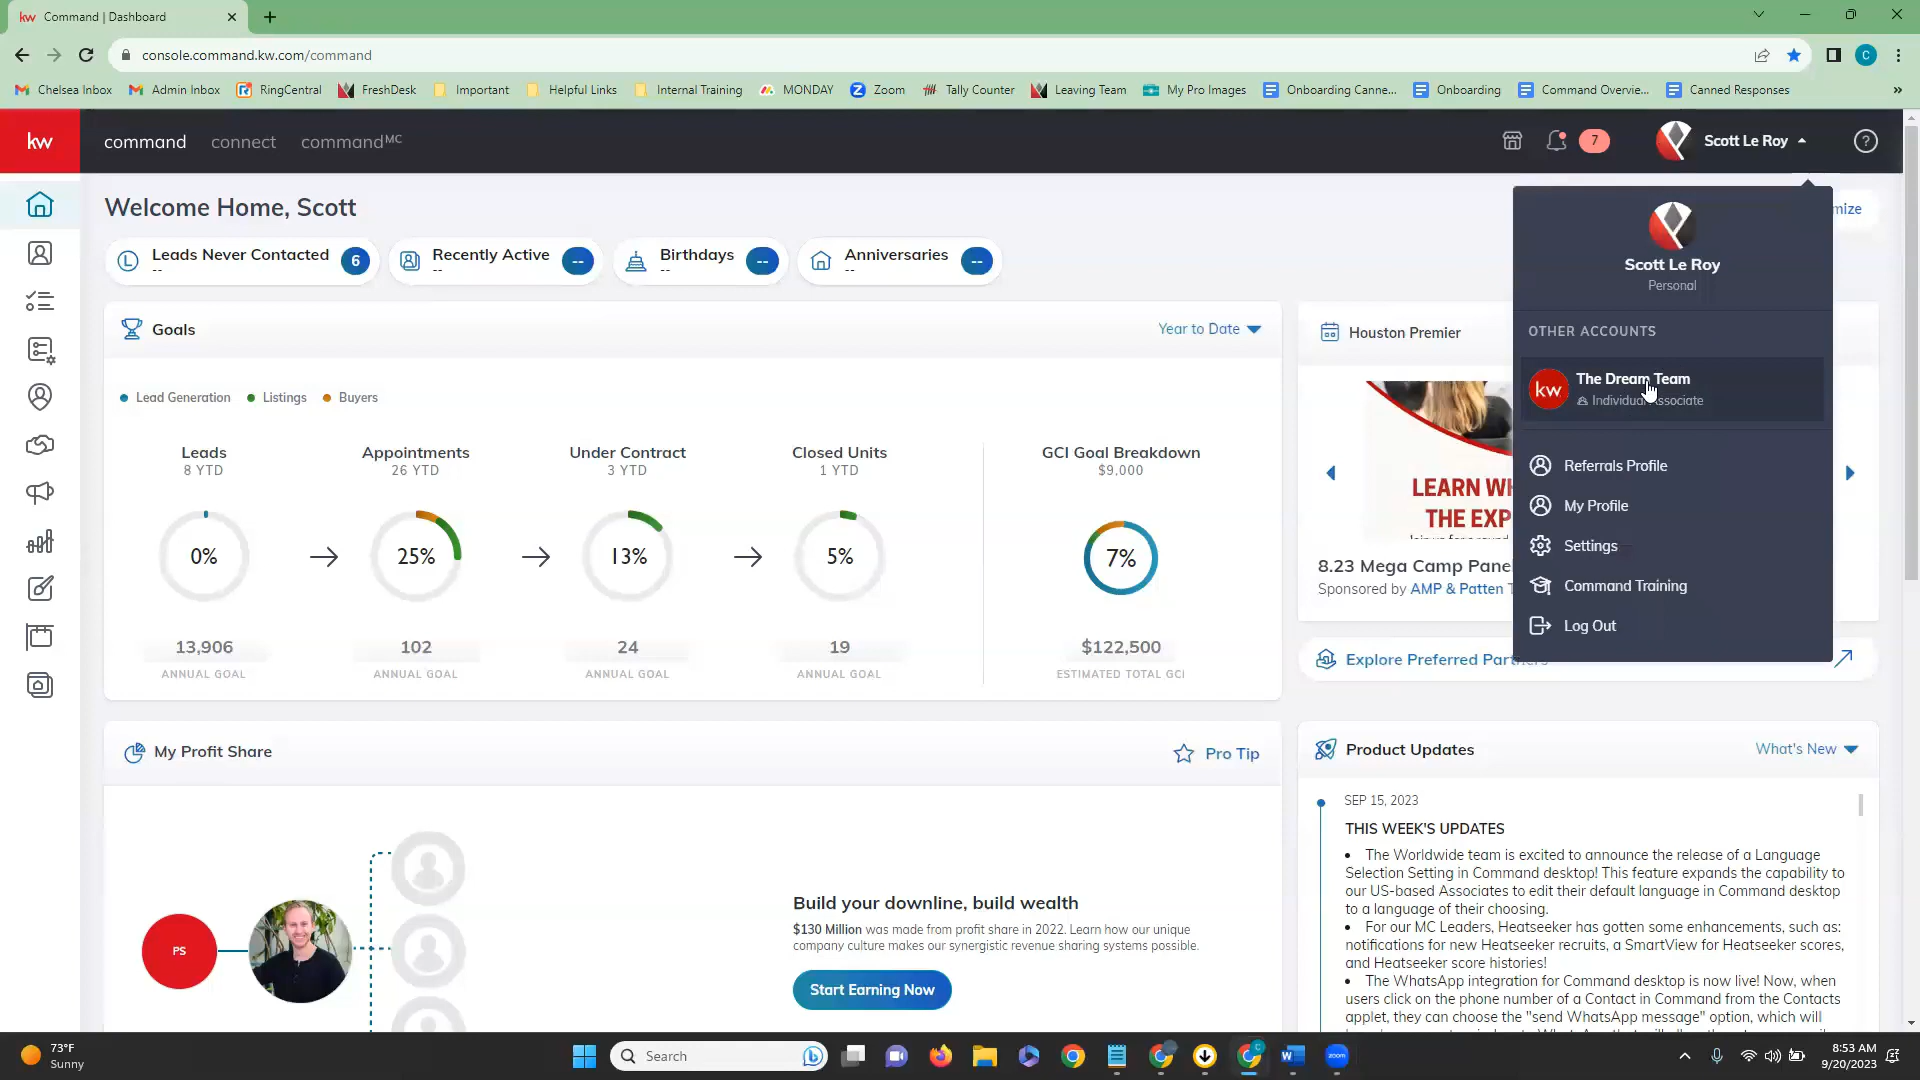 kw Command | Dashboard
console.command.kw.com/command
C
Chelsea Inbox
Admin Inbox
RingCentral
FreshDesk
Important
Helpful Links
Internal Training
MONDAY
Zoom
Tally Counter
Leaving Team
My Pro Images
Onboarding Canne...
Onboarding
Command Overvie...
Canned Responses
»
kw
command
connect
commandMC
7
Scott Le Roy
?
Welcome Home, Scott
mize
Leads Never Contacted
--
6
Recently Active
--
--
Birthdays
--
--
Anniversaries
--
--
Goals
Year to Date
Lead Generation
Listings
Buyers
Leads
8 YTD
0%
13,906
ANNUAL GOAL
Appointments
26 YTD
25%
102
ANNUAL GOAL
Under Contract
3 YTD
13%
24
ANNUAL GOAL
Closed Units
1 YTD
5%
19
ANNUAL GOAL
GCI Goal Breakdown
$9,000
7%
$122,500
ESTIMATED TOTAL GCI
Houston Premier
LEARN
THE EXP
8.23 Mega Camp Pane
Sponsored by AMP & Patten T
Explore Preferred Partners
Scott Le Roy
Personal
OTHER ACCOUNTS
kw
The Dream Team
Individual Associate
Referrals Profile
My Profile
Settings
Command Training
Log Out
My Profit Share
Pro Tip
PS
Build your downline, build wealth
$130 Million was made from profit share in 2022. Learn how our unique
company culture makes our synergistic revenue sharing systems possible.
Start Earning Now
Product Updates
What's New
SEP 15, 2023
THIS WEEK'S UPDATES
• The Worldwide team is excited to announce the release of a Language
Selection Setting in Command desktop! This feature expands the capability to
our US-based Associates to edit their default language in Command desktop
to a language of their choosing.
• For our MC Leaders, Heatseeker has gotten some enhancements, such as:
notifications for new Heatseeker recruits, a SmartView for Heatseeker scores,
and Heatseeker score histories!
• The WhatsApp integration for Command desktop is now live! Now, when
users click on the phone number of a Contact in Command from the Contacts
applet, they can choose the "send WhatsApp message" option, which will
73°F
Sunny
Search
zoom
8:53 AM
9/20/2023